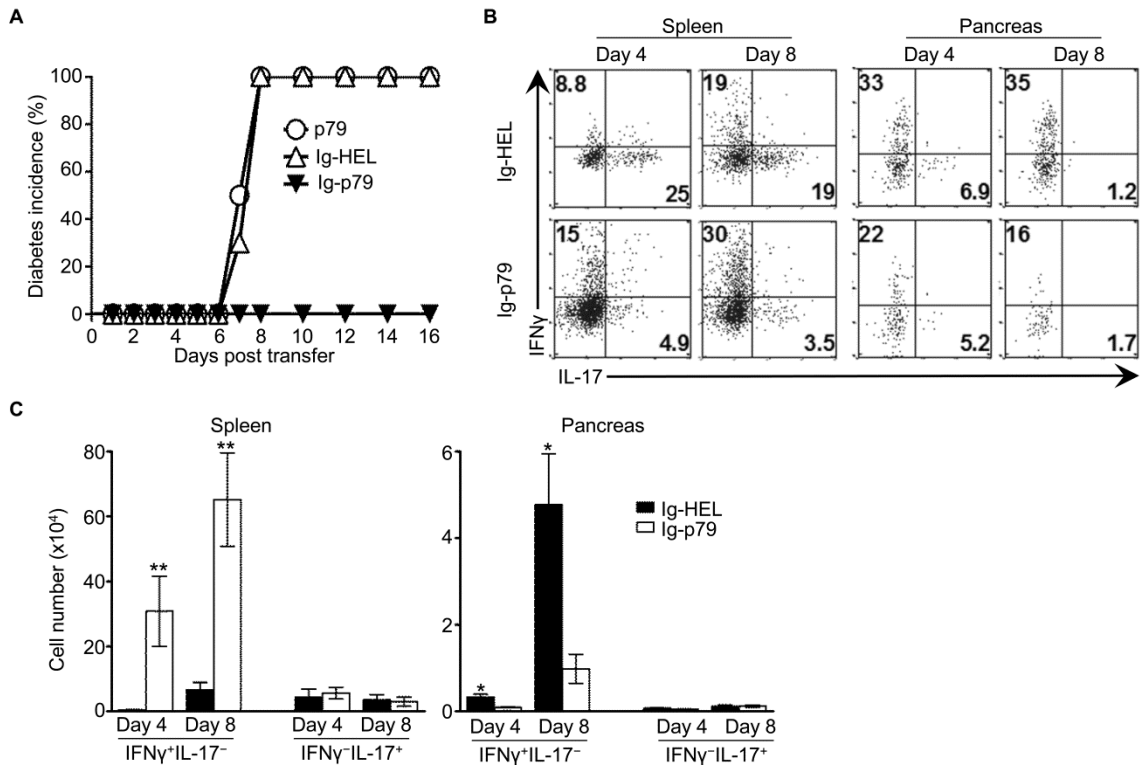 A
Diabetes incidence (%)
100
80
60
40
20
0
0 2 4 6 8 10 12 14 16
Days post transfer
p79
Ig-HEL
Ig-p79
B
Spleen Pancreas
Day 4 Day 8 Day 4 Day 8
Ig-HEL
8.8 19 33 35
25 19 6.9 1.2
Ig-p79
15 30 22 16
4.9 3.5 5.2 1.7
IFNγ
IL-17
C
Spleen Pancreas
Cell number (x10⁴)
80
60
40
20
0
** **
Day 4 Day 8 Day 4 Day 8
IFNγ⁺IL-17⁻ IFNγ⁻IL-17⁺
6
4
2
0
* *
Ig-HEL
Ig-p79
Day 4 Day 8 Day 4 Day 8
IFNγ⁺IL-17⁻ IFNγ⁻IL-17⁺